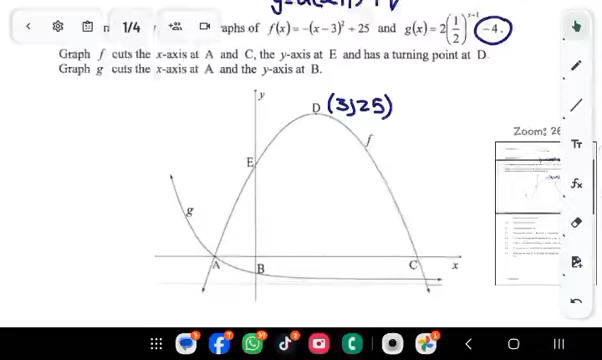 1/4
raphs of f(x) = −(x − 3)² + 25 and g(x) = 2(1/2)^(x+1) − 4.
Graph f cuts the x-axis at A and C, the y-axis at E and has a turning point at D
Graph g cuts the x-axis at A and the y-axis at B.
y
D (3;25)
f
E
g
A
B
C
x
Zoom: 26
Tт
fx